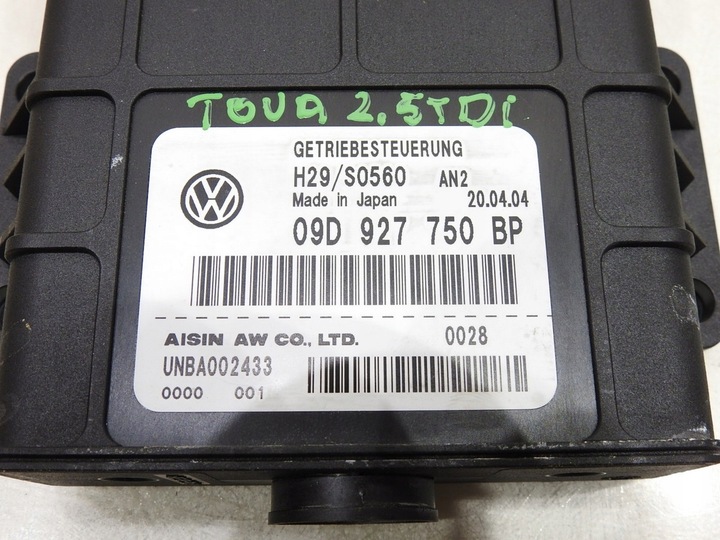 TOUA 2.5TDi
GETRIEBESTEUERUNG
H29/S0560 AN2
Made in Japan 20.04.04
09D 927 750 BP
AISIN AW CO., LTD. 0028
UNBA002433
0000 001